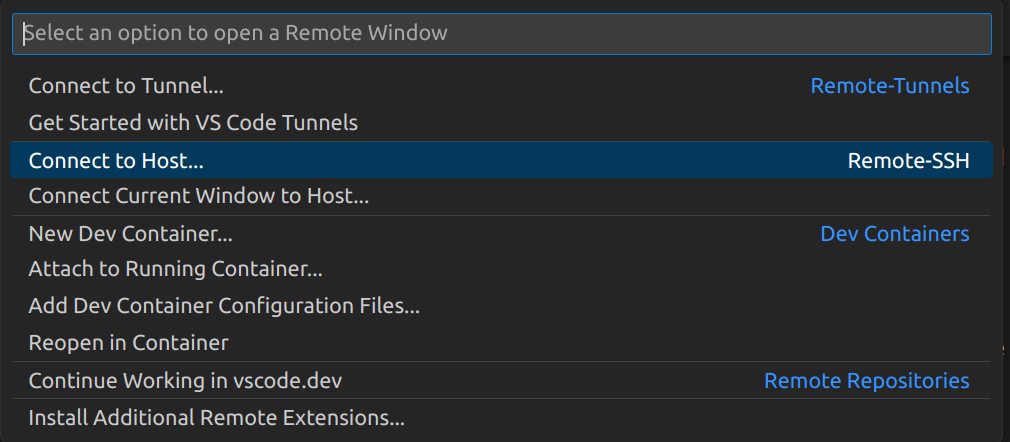 Select an option to open a Remote Window
Connect to Tunnel... Remote-Tunnels
Get Started with VS Code Tunnels
Connect to Host... Remote-SSH
Connect Current Window to Host...
New Dev Container... Dev Containers
Attach to Running Container...
Add Dev Container Configuration Files...
Reopen in Container
Continue Working in vscode.dev Remote Repositories
Install Additional Remote Extensions...